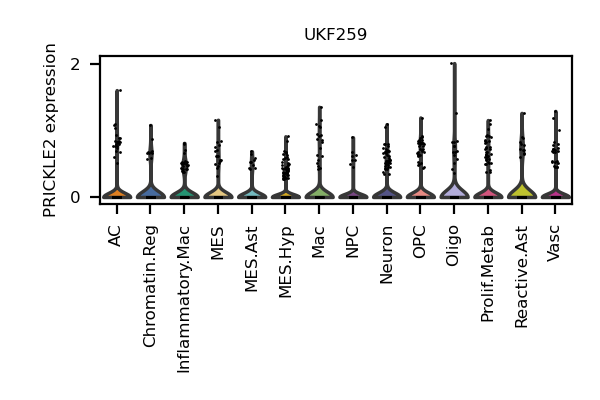 UKF259
PRICKLE2 expression
2
0
AC
Chromatin.Reg
Inflammatory.Mac
MES
MES.Ast
MES.Hyp
Mac
NPC
Neuron
OPC
Oligo
Prolif.Metab
Reactive.Ast
Vasc